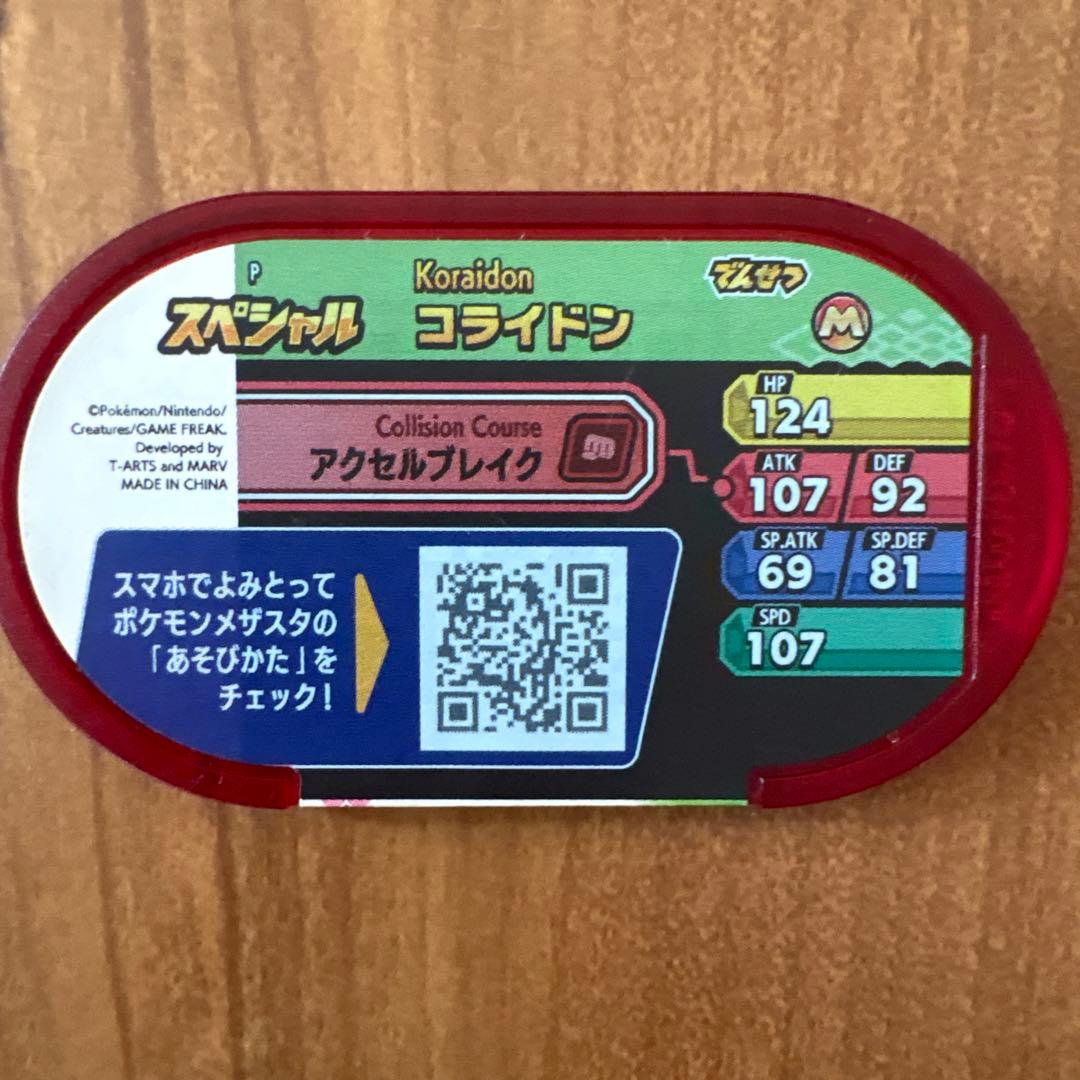 P
Koraidon
でんせつ
スペシャル
コライドン
M
©Pokémon/Nintendo/
Creatures/GAME FREAK.
Developed by
T-ARTS and MARV
MADE IN CHINA
Collision Course
アクセルブレイク
HP
124
ATK
107
DEF
92
SP.ATK
69
SP.DEF
81
SPD
107
スマホでよみとって
ポケモンメザスタの
「あそびかた」を
チェック!